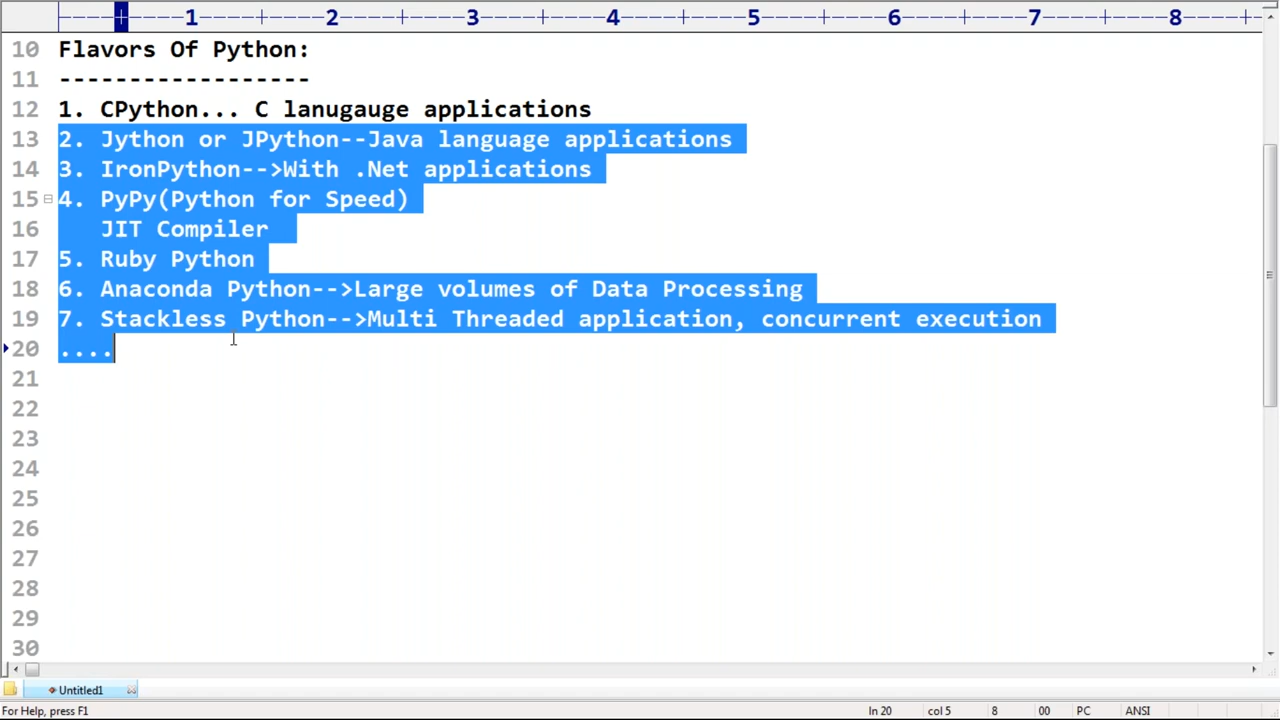 1 2 3 4 5 6 7 8
10 Flavors Of Python:
11 ------------------
12 1. CPython... C lanugauge applications
13 2. Jython or JPython--Java language applications
14 3. IronPython-->With .Net applications
15 4. PyPy(Python for Speed)
16 JIT Compiler
17 5. Ruby Python
18 6. Anaconda Python-->Large volumes of Data Processing
19 7. Stackless Python-->Multi Threaded application, concurrent execution
20 ....
21
22
23
24
25
26
27
28
29
30
Untitled1
For Help, press F1 ln 20 col 5 8 00 PC ANSI